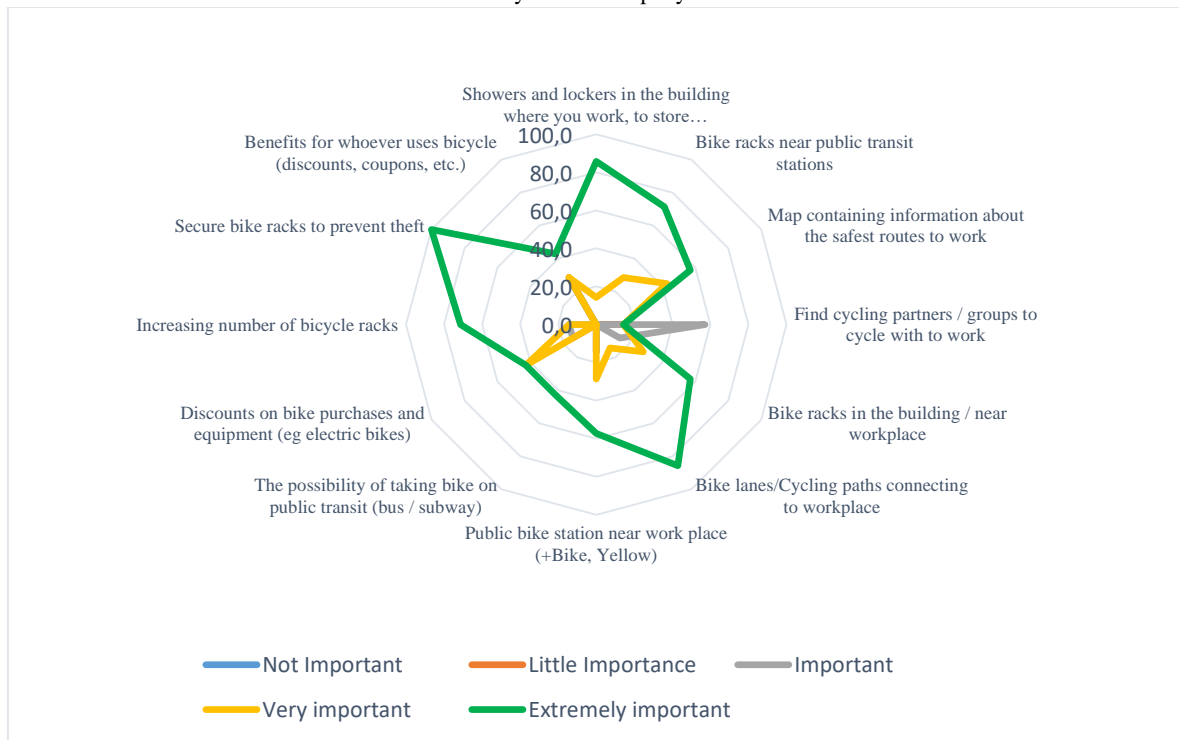 Showers and lockers in the building
where you work, to store…
Benefits for whoever uses bicycle
(discounts, coupons, etc.)
Bike racks near public transit
stations
Secure bike racks to prevent theft
Map containing information about
the safest routes to work
Increasing number of bicycle racks
Find cycling partners / groups to
cycle with to work
Discounts on bike purchases and
equipment (eg electric bikes)
Bike racks in the building / near
workplace
The possibility of taking bike on
public transit (bus / subway)
Bike lanes/Cycling paths connecting
to workplace
Public bike station near work place
(+Bike, Yellow)
100,0
80,0
60,0
40,0
20,0
0,0
Not Important
Little Importance
Important
Very important
Extremely important